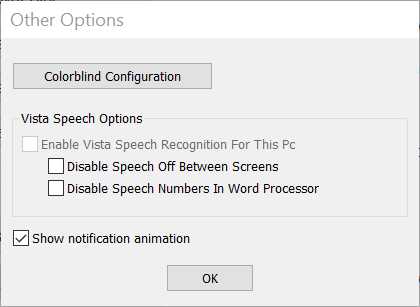 Other Options
Colorblind Configuration
Vista Speech Options
Enable Vista Speech Recognition For This Pc
Disable Speech Off Between Screens
Disable Speech Numbers In Word Processor
Show notification animation
OK